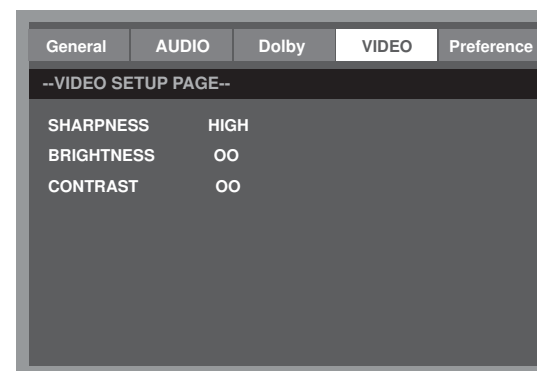 General AUDIO Dolby VIDEO Preference
--VIDEO SETUP PAGE--
SHARPNESS HIGH
BRIGHTNESS OO
CONTRAST OO